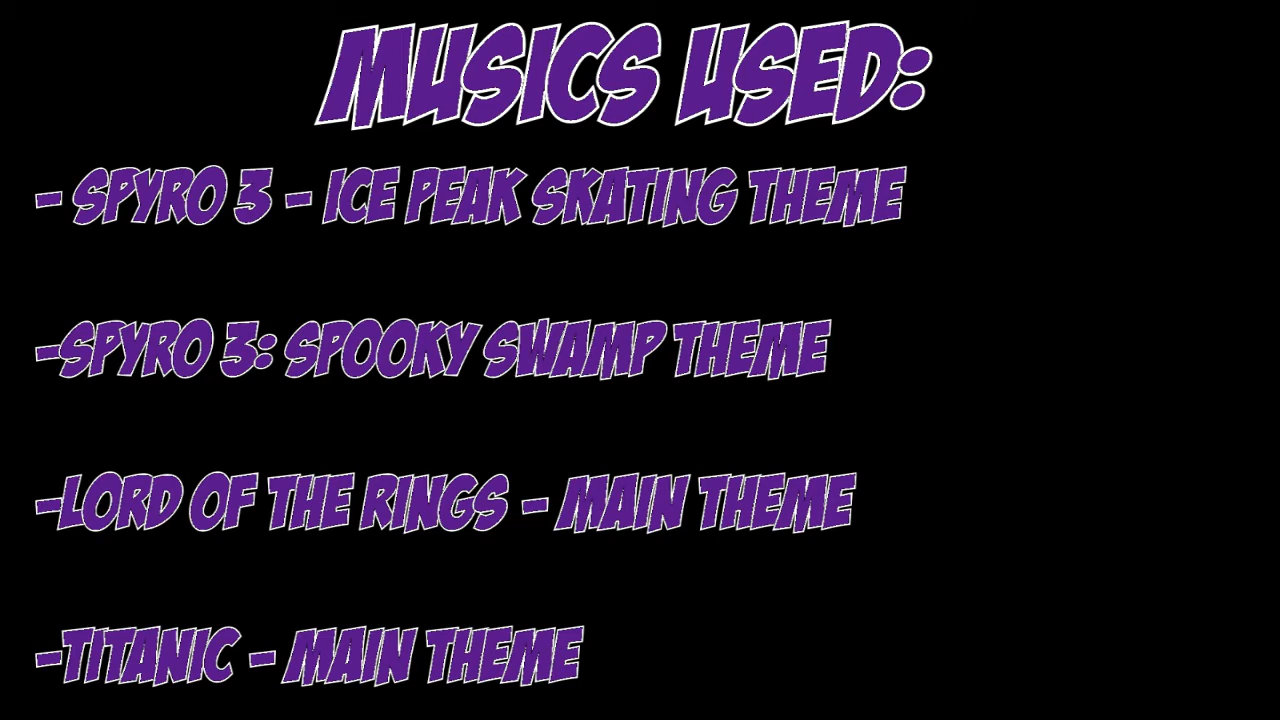 MUSICS USED:
- SPYRO 3 - ICE PEAK SKATING THEME
-SPYRO 3: SPOOKY SWAMP THEME
-LORD OF THE RINGS - MAIN THEME
-TITANIC - MAIN THEME